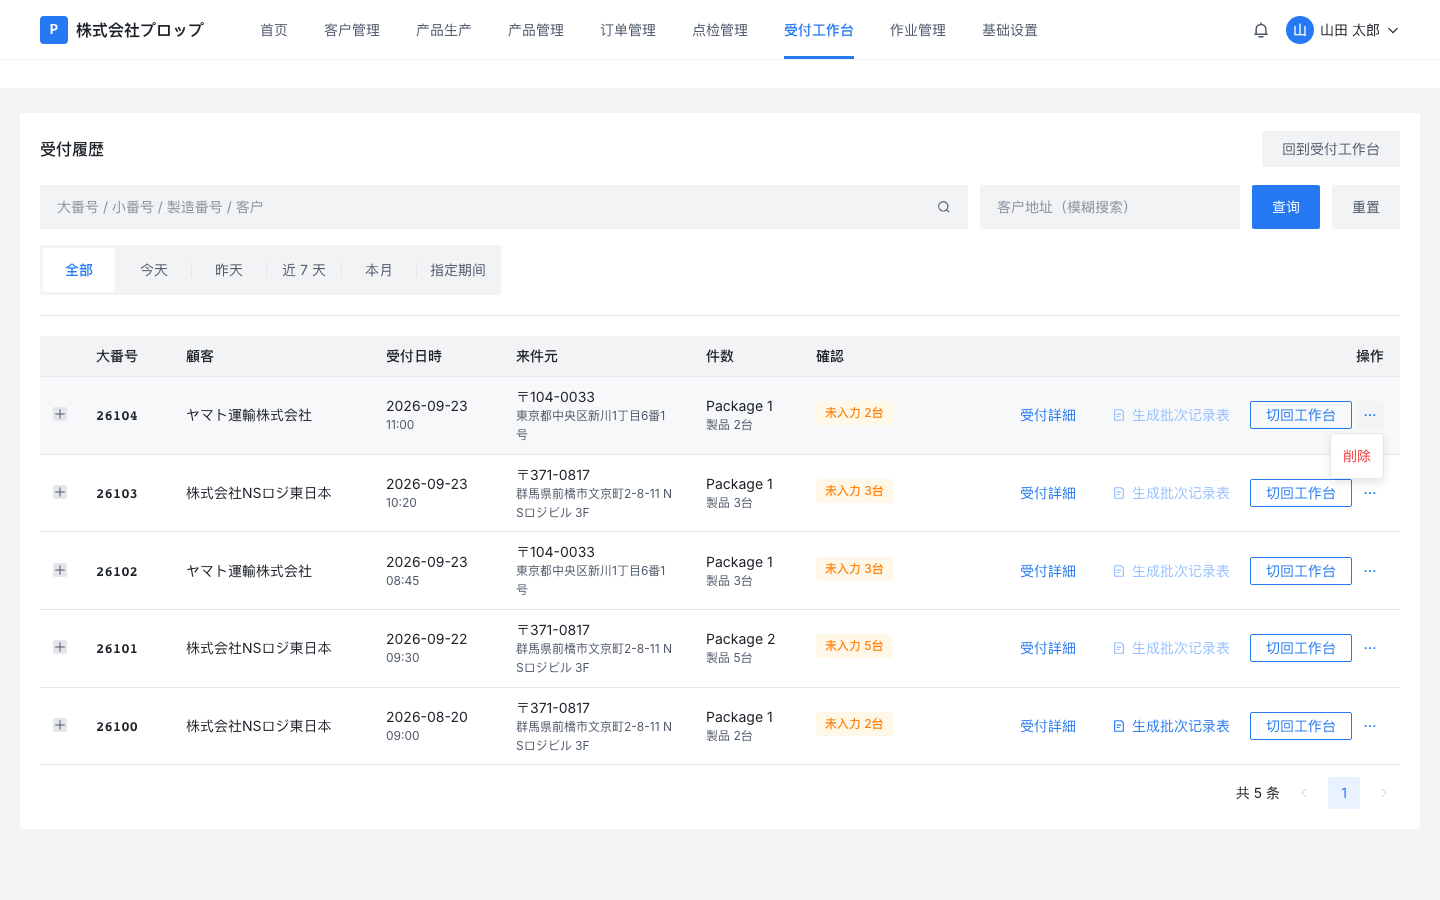 P 株式会社プロップ 首页 客户管理 产品生产 产品管理 订单管理 点检管理 受付工作台 作业管理 基础设置 山 山田 太郎
受付履歴 回到受付工作台
大番号 / 小番号 / 製造番号 / 客户 客户地址（模糊搜索） 查询 重置
全部 今天 昨天 近 7 天 本月 指定期间
大番号 顧客 受付日時 来件元 件数 確認 操作
26104 ヤマト運輸株式会社 2026-09-23 11:00 〒104-0033 Package 1 製品 2台 未入力 2台 受付詳細 生成批次记录表 切回工作台 ···
東京都中央区新川1丁目6番1
号
削除
26103 株式会社NSロジ東日本 2026-09-23 10:20 〒371-0817 Package 1 製品 3台 未入力 3台 受付詳細 生成批次记录表 切回工作台 ···
群馬県前橋市文京町2-8-11 N
Sロジビル 3F
26102 ヤマト運輸株式会社 2026-09-23 08:45 〒104-0033 Package 1 製品 3台 未入力 3台 受付詳細 生成批次记录表 切回工作台 ···
東京都中央区新川1丁目6番1
号
26101 株式会社NSロジ東日本 2026-09-22 09:30 〒371-0817 Package 2 製品 5台 未入力 5台 受付詳細 生成批次记录表 切回工作台 ···
群馬県前橋市文京町2-8-11 N
Sロジビル 3F
26100 株式会社NSロジ東日本 2026-08-20 09:00 〒371-0817 Package 1 製品 2台 未入力 2台 受付詳細 生成批次记录表 切回工作台 ···
群馬県前橋市文京町2-8-11 N
Sロジビル 3F
共 5 条 1